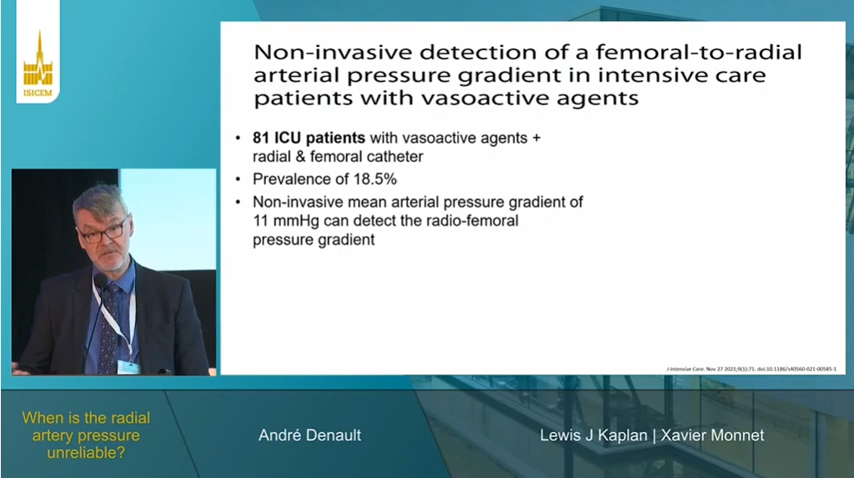 ISICEM
Non-invasive detection of a femoral-to-radial
arterial pressure gradient in intensive care
patients with vasoactive agents
• 81 ICU patients with vasoactive agents +
radial & femoral catheter
• Prevalence of 18.5%
• Non-invasive mean arterial pressure gradient of
11 mmHg can detect the radio-femoral
pressure gradient
J Intensive Care. Nov 27 2021;9(1):71. doi:10.1186/s40560-021-00585-1
When is the radial
artery pressure
unreliable?
André Denault
Lewis J Kaplan | Xavier Monnet